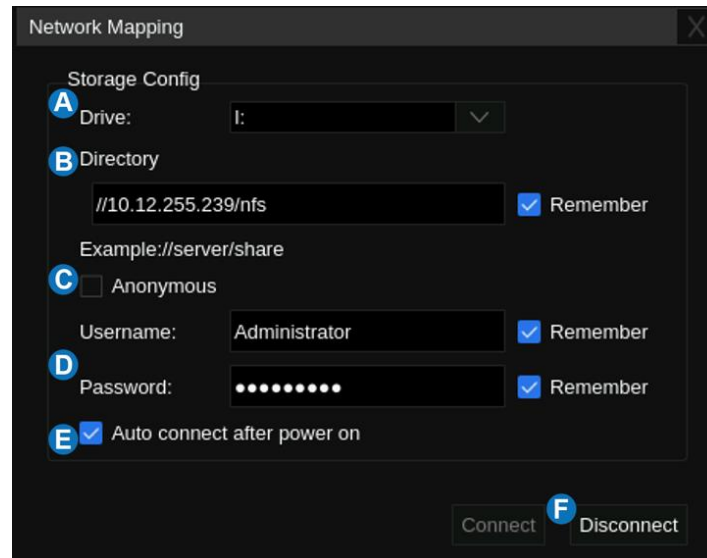 Network Mapping X
Storage Config
A
Drive: I:
B Directory
//10.12.255.239/nfs Remember
Example://server/share
C Anonymous
Username: Administrator Remember
D
Password: ●●●●●●●●● Remember
E Auto connect after power on
Connect F Disconnect